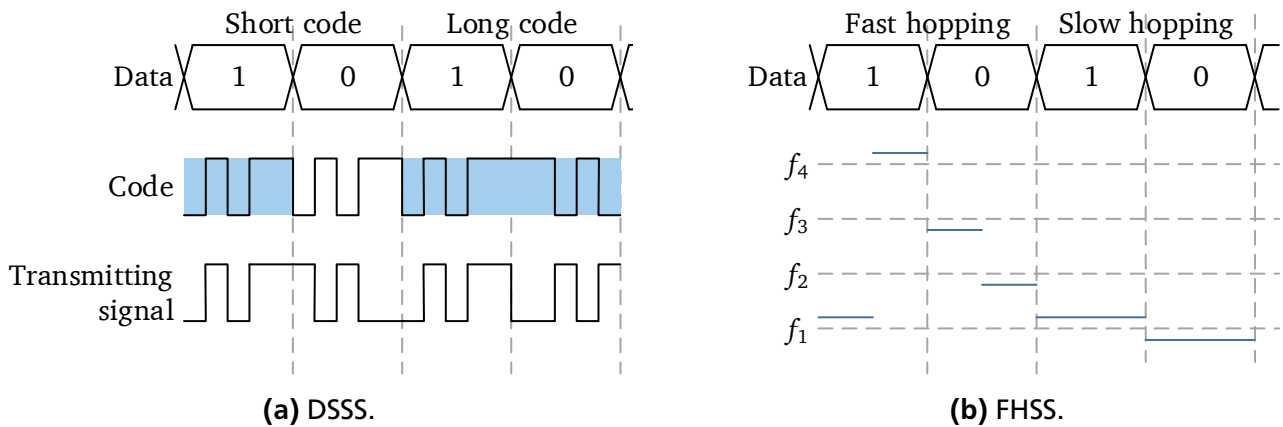 Short code Long code
Data 1 0 1 0
Code
Transmitting
signal
(a) DSSS.
Fast hopping Slow hopping
Data 1 0 1 0
f4
f3
f2
f1
(b) FHSS.